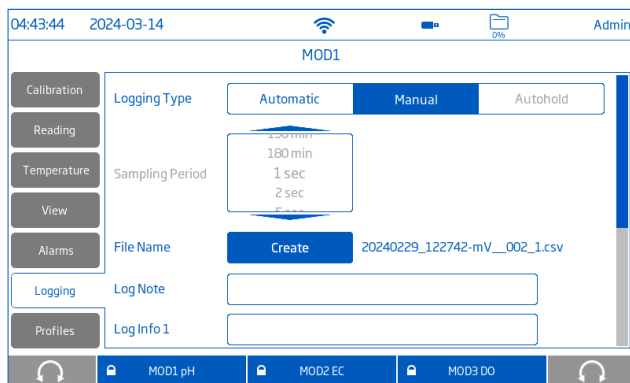 04:43:44 2024-03-14 0% Admin
MOD1
Calibration
Logging Type Automatic Manual Autohold
Reading
180 min
Temperature Sampling Period 1 sec
2 sec
View
Alarms File Name Create 20240229_122742-mV__002_1.csv
Logging Log Note
Profiles Log Info 1
MOD1 pH MOD2 EC MOD3 DO